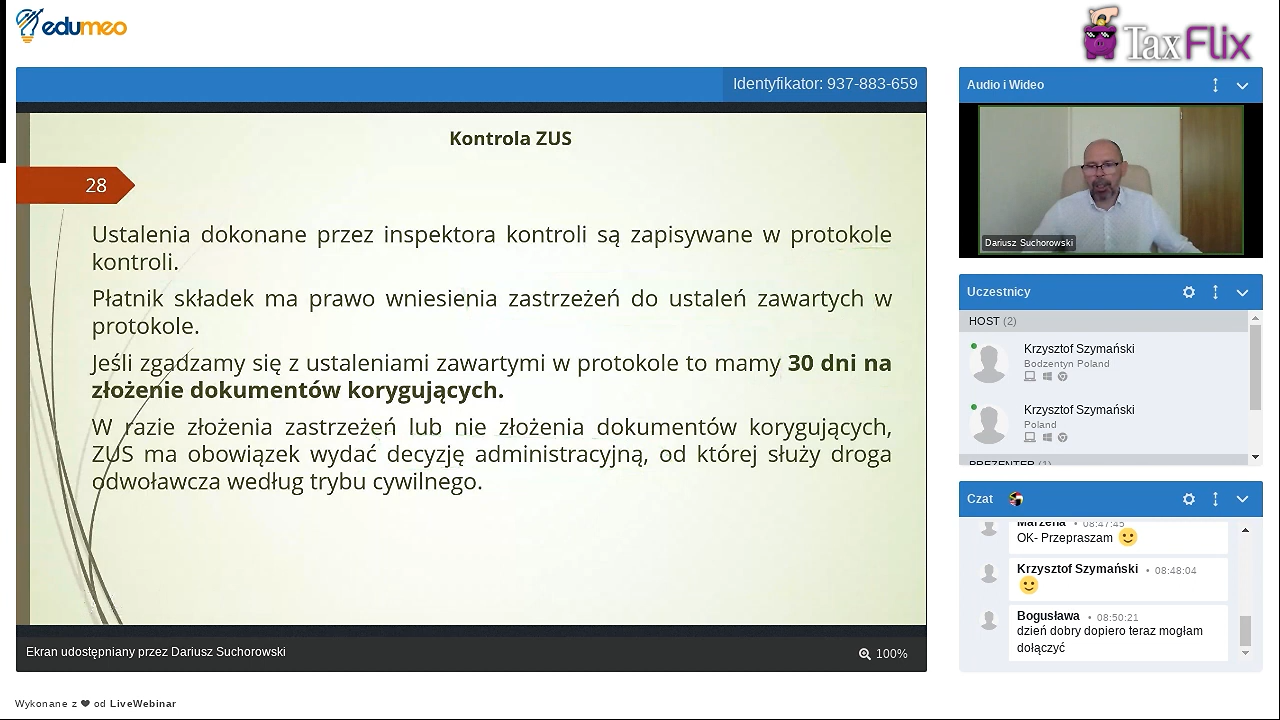 edumeo
TaxFlix
Identyfikator: 937-883-659
Kontrola ZUS
28
Ustalenia dokonane przez inspektora kontroli są zapisywane w protokole
kontroli.
Płatnik składek ma prawo wniesienia zastrzeżeń do ustaleń zawartych w
protokole.
Jeśli zgadzamy się z ustaleniami zawartymi w protokole to mamy 30 dni na
złożenie dokumentów korygujących.
W razie złożenia zastrzeżeń lub nie złożenia dokumentów korygujących,
ZUS ma obowiązek wydać decyzję administracyjną, od której służy droga
odwoławcza według trybu cywilnego.
Ekran udostępniany przez Dariusz Suchorowski
100%
Wykonane z ❤ od LiveWebinar
Audio i Wideo
Dariusz Suchorowski
Uczestnicy
HOST (2)
Krzysztof Szymański
Bodzentyn Poland
Krzysztof Szymański
Poland
PREZENTER (1)
Czat
Marzena • 08:47:45
OK- Przepraszam 🙂
Krzysztof Szymański • 08:48:04
🙂
Bogusława • 08:50:21
dzień dobry dopiero teraz mogłam
dołączyć